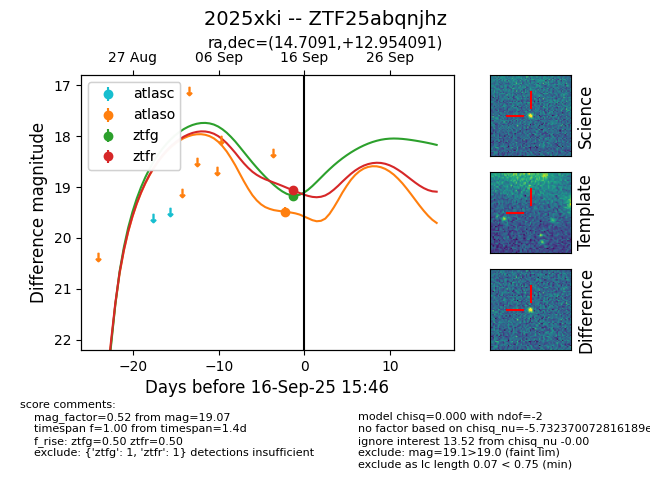 2025xki -- ZTF25abqnjhz
ra,dec=(14.7091,+12.954091)
27 Aug 06 Sep 16 Sep 26 Sep
atlasc
atlaso
ztfg
ztfr
17
18
19
20
21
22
Difference magnitude
−20 −10 0 10
Days before 16-Sep-25 15:46
Science
Template
Difference
score comments:
mag_factor=0.52 from mag=19.07
timespan f=1.00 from timespan=1.4d
f_rise: ztfg=0.50 ztfr=0.50
exclude: {'ztfg': 1, 'ztfr': 1} detections insufficient
model chisq=0.000 with ndof=-2
no factor based on chisq_nu=-5.732370072816189e
ignore interest 13.52 from chisq_nu -0.00
exclude: mag=19.1>19.0 (faint lim)
exclude as lc length 0.07 < 0.75 (min)